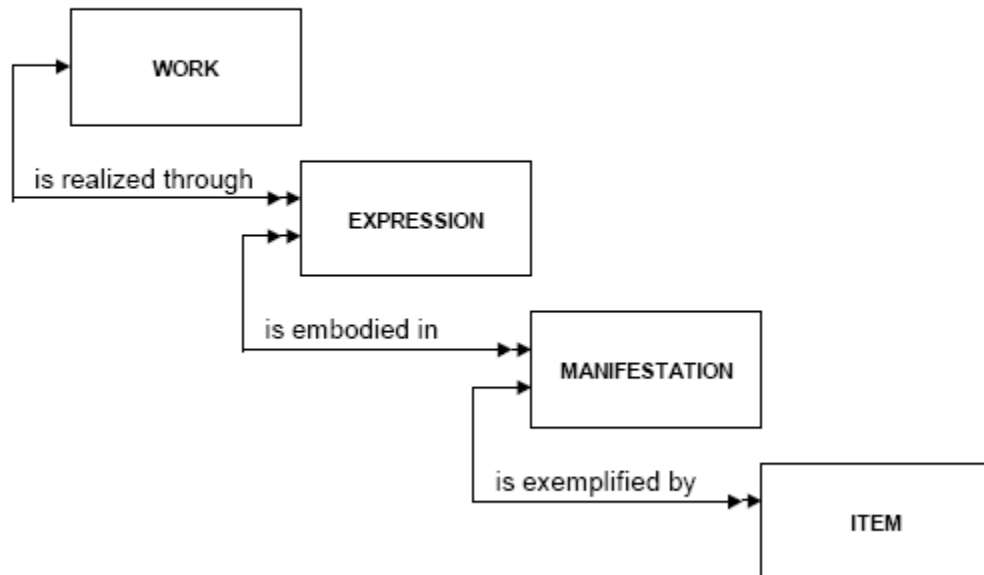 WORK
is realized through
EXPRESSION
is embodied in
MANIFESTATION
is exemplified by
ITEM